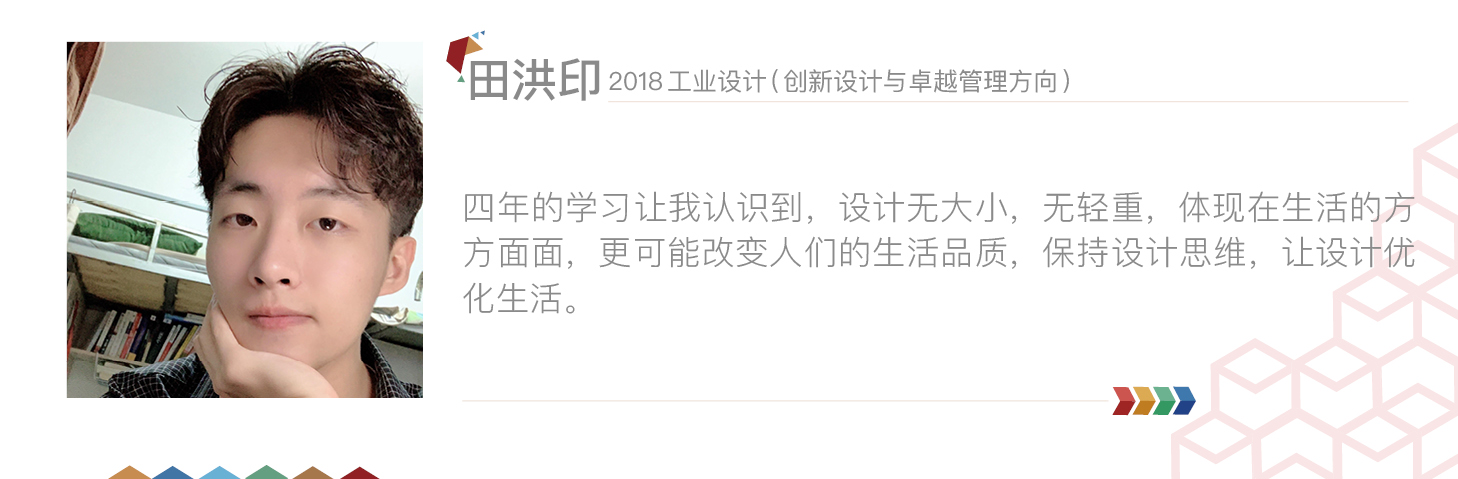 田洪印 2018 工业设计（创新设计与卓越管理方向）
四年的学习让我认识到，设计无大小，无轻重，体现在生活的方
方面面，更可能改变人们的生活品质，保持设计思维，让设计优
化生活。